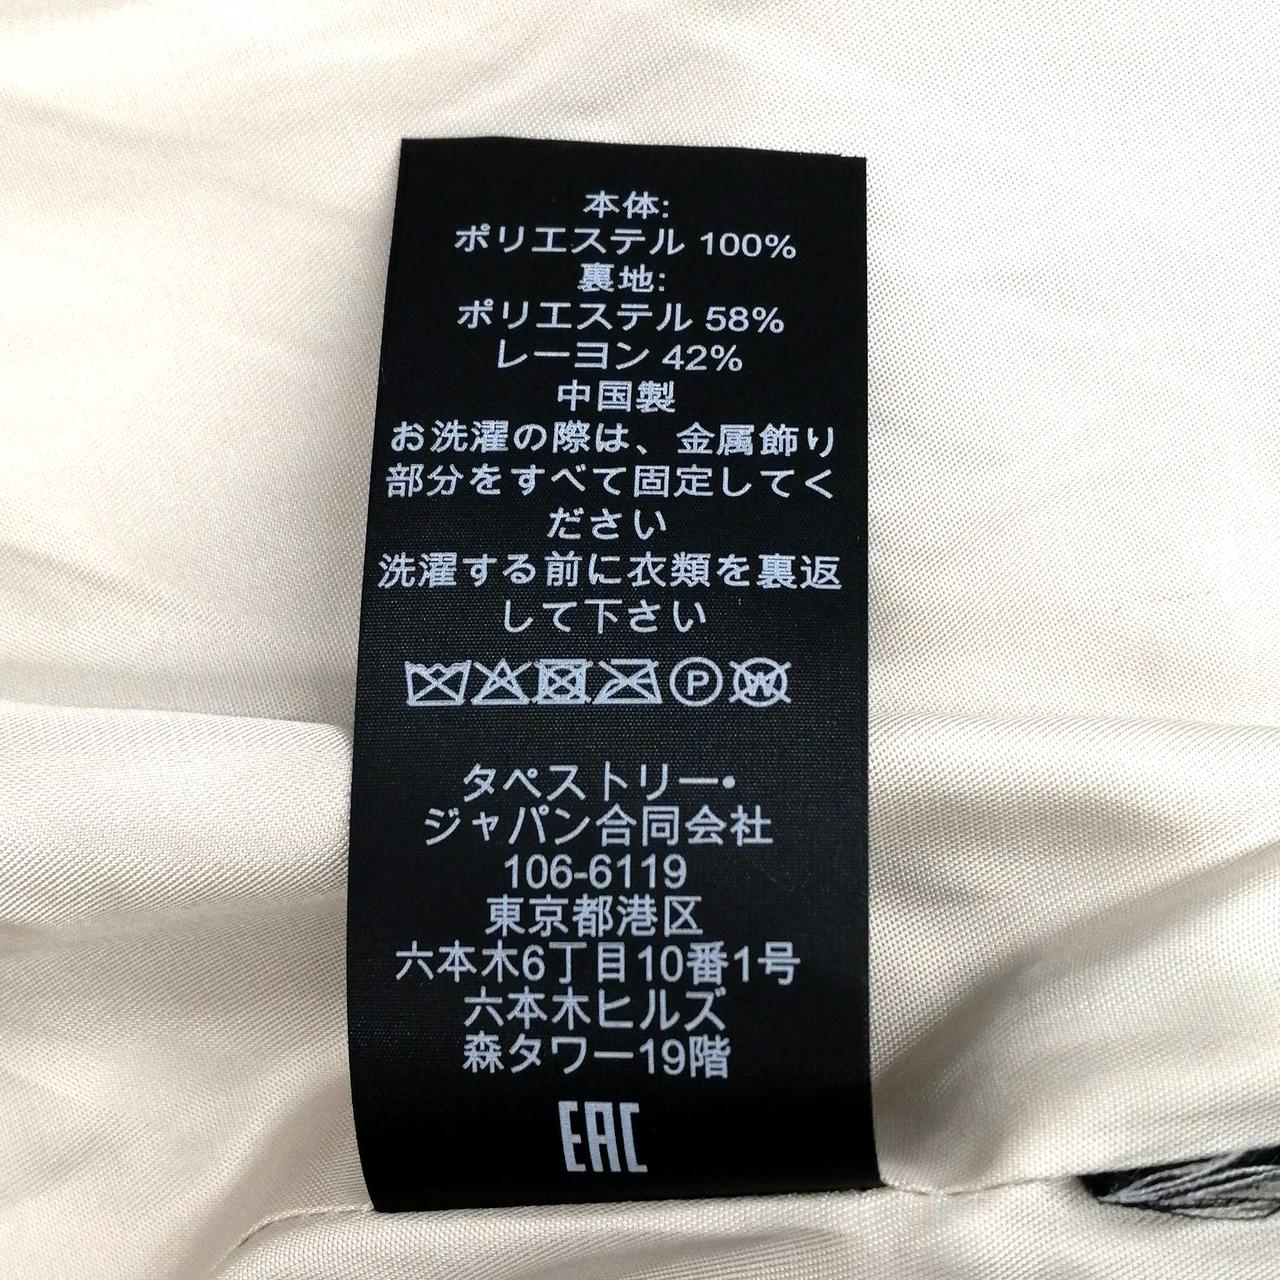 本体:
ポリエステル 100%
裏地:
ポリエステル 58%
レーヨン 42%
中国製
お洗濯の際は、金属飾り
部分をすべて固定してく
ださい
洗濯する前に衣類を裏返
して下さい
P W
タペストリー•
ジャパン合同会社
106-6119
東京都港区
六本木6丁目10番1号
六本木ヒルズ
森タワー19階
EAC